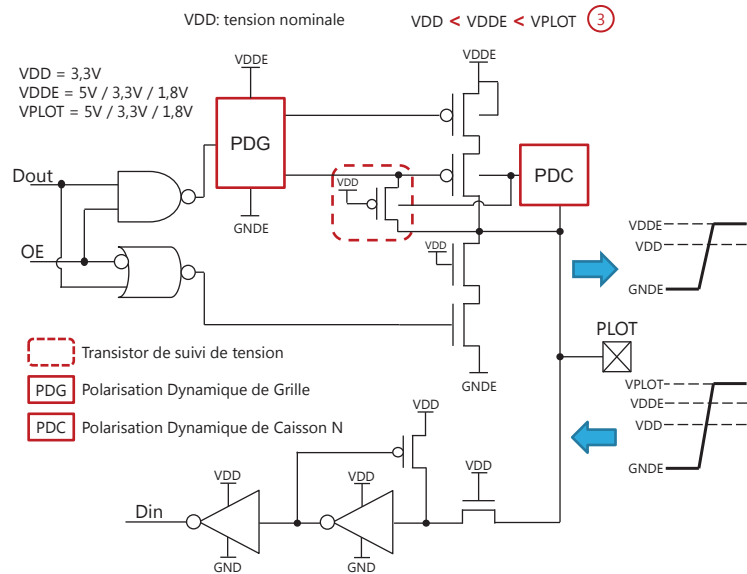 VDD: tension nominale
VDD < VDDE < VPLOT 3
VDD = 3,3V
VDDE = 5V / 3,3V / 1,8V
VPLOT = 5V / 3,3V / 1,8V
VDDE
VDDE
PDG
PDC
Dout
VDD
GNDE
VDDE
VDD
GNDE
OE
VDD
PLOT
Transistor de suivi de tension
GNDE
PDG Polarisation Dynamique de Grille
PDC Polarisation Dynamique de Caisson N
VPLOT
VDDE
VDD
GNDE
VDD
VDD
VDD
VDD
Din
GND
GND